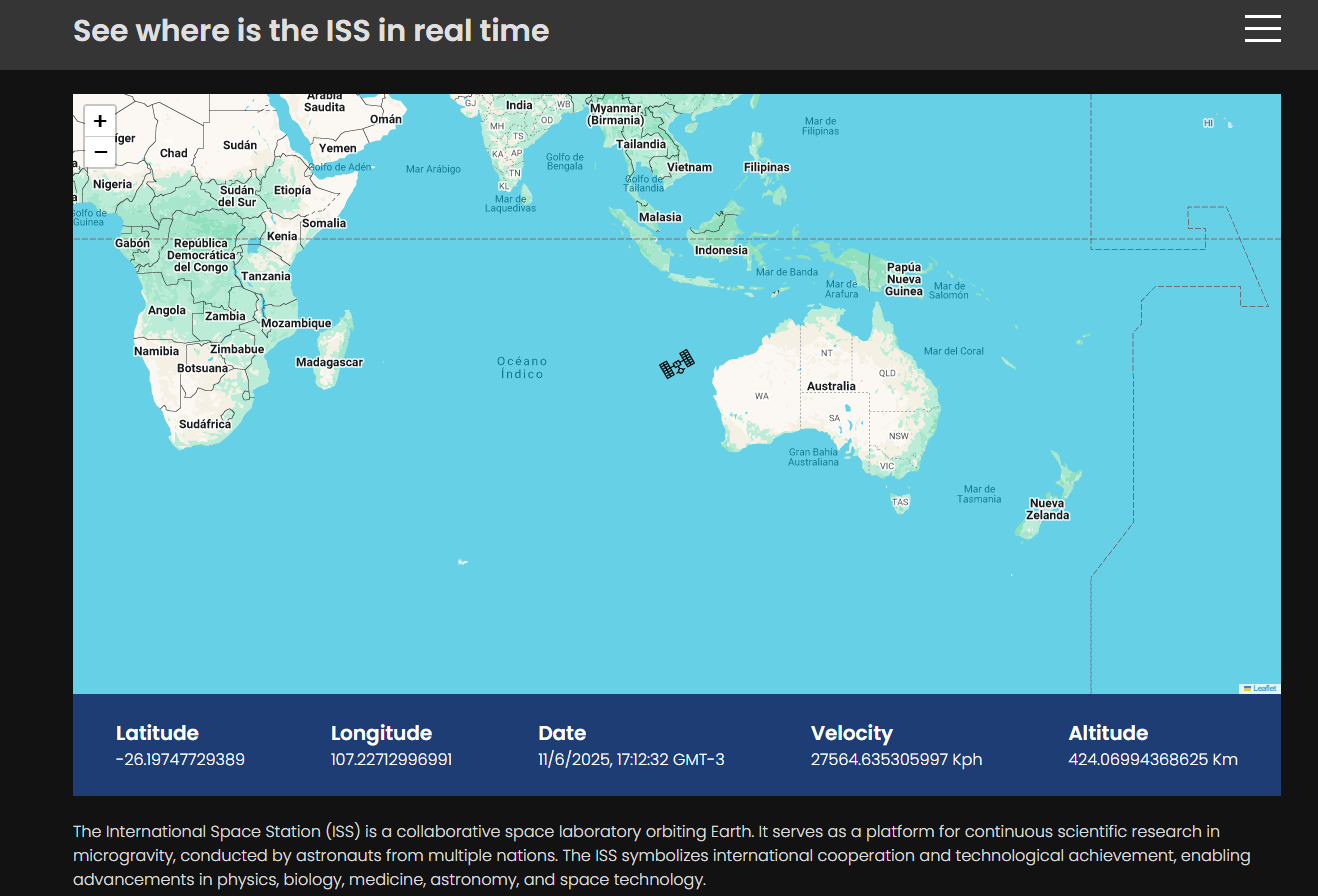 See where is the ISS in real time
+
−
Arabia
Saudita
Omán
Yemen
Golfo de Adén
Mar Arábigo
GJ
India
WB
OD
MH
TS
KA
AP
TN
KL
Mar de
Laquedivas
Golfo de
Bengala
Myanmar
(Birmania)
Tailandia
Vietnam
Golfo de
Tailandia
Filipinas
Mar de
Filipinas
HI
íger
Chad
Sudán
Nigeria
Sudán
del Sur
Etiopía
Golfo de
Guinea
Somalia
Gabón
República
Democrática
del Congo
Kenia
Tanzania
Malasia
Indonesia
Mar de Banda
Mar de
Arafura
Papúa
Nueva
Guinea
Mar de
Salomón
Angola
Zambia
Mozambique
Namibia
Zimbabue
Botsuana
Madagascar
Sudáfrica
Océano
Índico
NT
QLD
Mar del Coral
Australia
WA
SA
NSW
Gran Bahía
Australiana
VIC
TAS
Mar de
Tasmania
Nueva
Zelanda
Leaflet
Latitude
-26.19747729389
Longitude
107.22712996991
Date
11/6/2025, 17:12:32 GMT-3
Velocity
27564.635305997 Kph
Altitude
424.06994368625 Km
The International Space Station (ISS) is a collaborative space laboratory orbiting Earth. It serves as a platform for continuous scientific research in
microgravity, conducted by astronauts from multiple nations. The ISS symbolizes international cooperation and technological achievement, enabling
advancements in physics, biology, medicine, astronomy, and space technology.